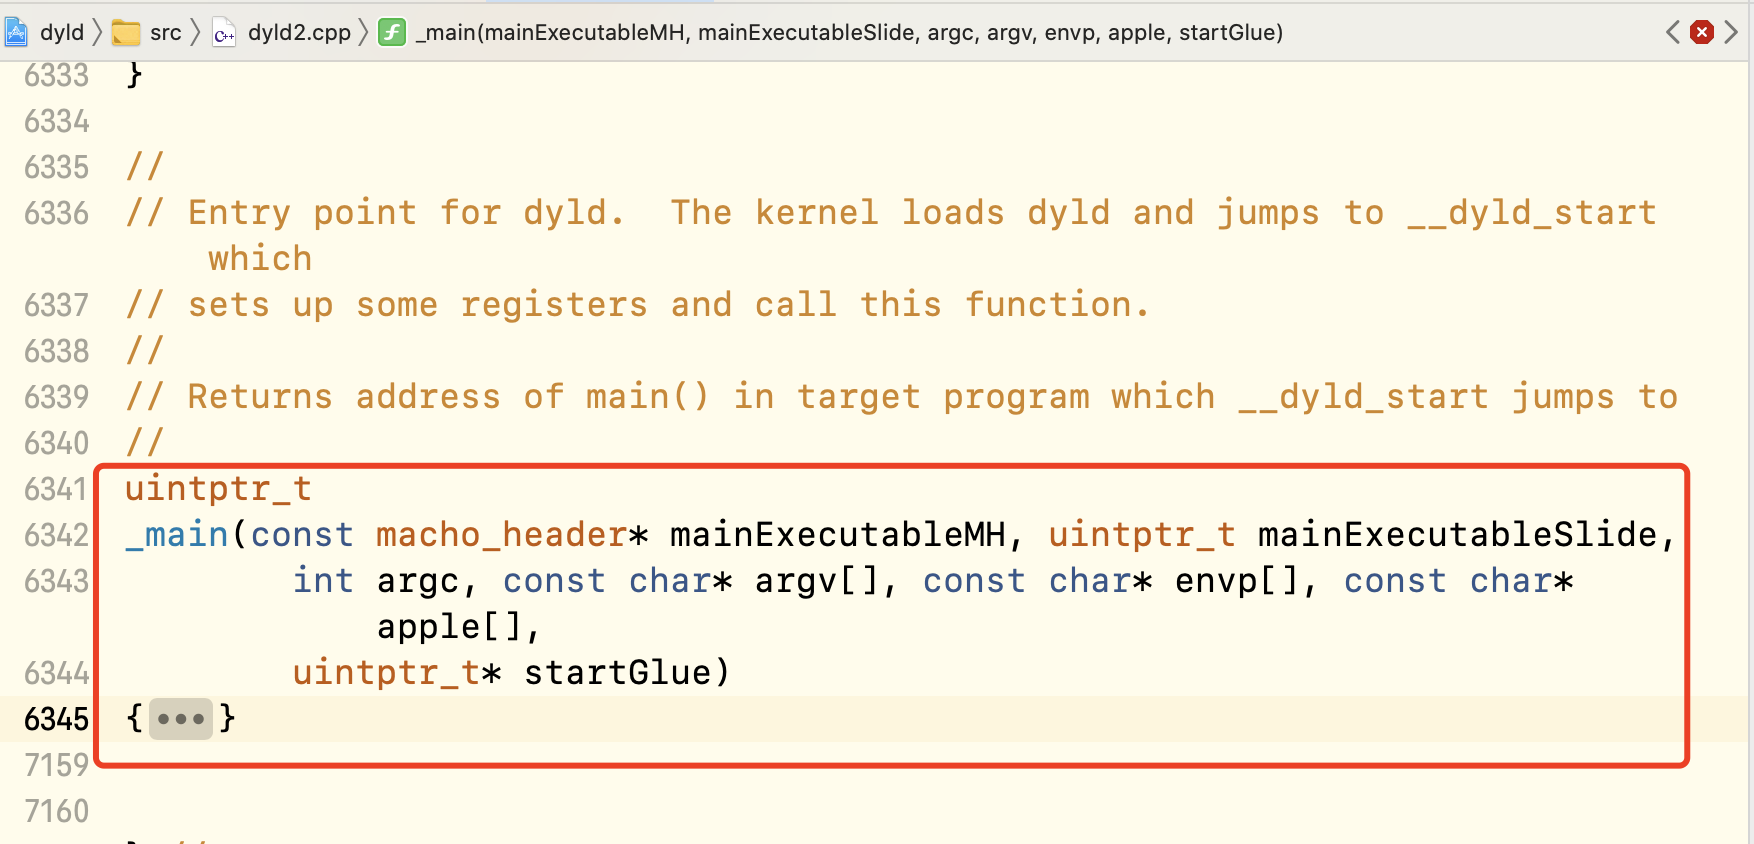 dyld src dyld2.cpp _main(mainExecutableMH, mainExecutableSlide, argc, argv, envp, apple, startGlue)
6333 }
6334
6335 //
6336 // Entry point for dyld.  The kernel loads dyld and jumps to __dyld_start
which
6337 // sets up some registers and call this function.
6338 //
6339 // Returns address of main() in target program which __dyld_start jumps to
6340 //
6341 uintptr_t
6342 _main(const macho_header* mainExecutableMH, uintptr_t mainExecutableSlide,
6343 int argc, const char* argv[], const char* envp[], const char*
apple[],
6344 uintptr_t* startGlue)
6345 {•••}
7159
7160